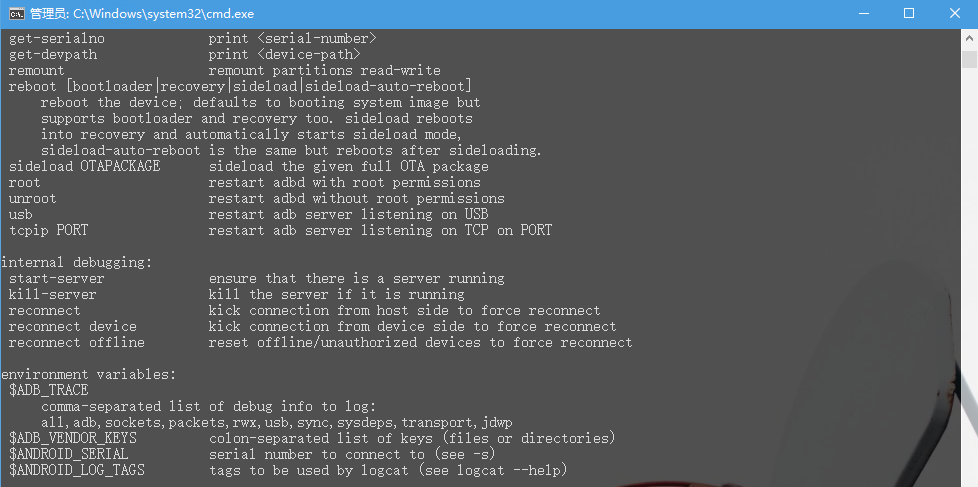 管理员: C:\Windows\system32\cmd.exe
get-serialno print <serial-number>
get-devpath print <device-path>
remount remount partitions read-write
reboot [bootloader|recovery|sideload|sideload-auto-reboot]
reboot the device; defaults to booting system image but
supports bootloader and recovery too. sideload reboots
into recovery and automatically starts sideload mode,
sideload-auto-reboot is the same but reboots after sideloading.
sideload OTAPACKAGE sideload the given full OTA package
root restart adbd with root permissions
unroot restart adbd without root permissions
usb restart adb server listening on USB
tcpip PORT restart adb server listening on TCP on PORT
internal debugging:
start-server ensure that there is a server running
kill-server kill the server if it is running
reconnect kick connection from host side to force reconnect
reconnect device kick connection from device side to force reconnect
reconnect offline reset offline/unauthorized devices to force reconnect
environment variables:
$ADB_TRACE
comma-separated list of debug info to log:
all,adb,sockets,packets,rwx,usb,sync,sysdeps,transport,jdwp
$ADB_VENDOR_KEYS colon-separated list of keys (files or directories)
$ANDROID_SERIAL serial number to connect to (see -s)
$ANDROID_LOG_TAGS tags to be used by logcat (see logcat --help)